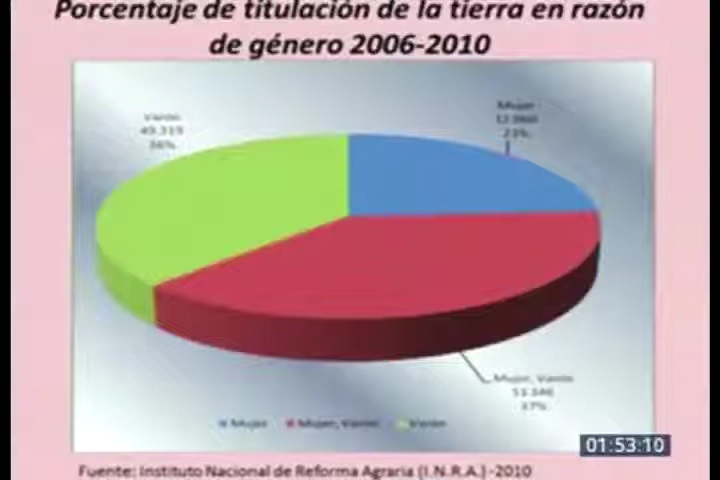 Porcentaje de titulación de la tierra en razón
de género 2006-2010
Varón
49.319
36%
Mujer
23%
Mujer, Varón
37%
Mujer
Mujer, Varón
Varón
01:53:10
Fuente: Instituto Nacional de Reforma Agraria (I.N.R.A.) -2010